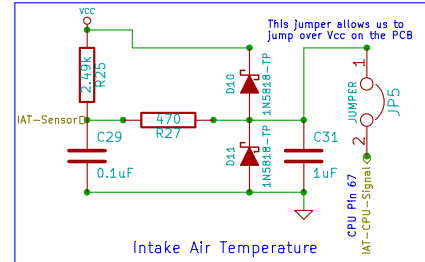 vcc
This jumper allows us to
jump over Vcc on the PCB
2.49k
R25
D10
1N5818-TP
1
JUMPER
JP5
IAT-Sensor
470
R27
C29
0.1uF
D11
1N5818-TP
C31
1uF
2
CPU Pin 67
IAT-CPU-Signal
Intake Air Temperature